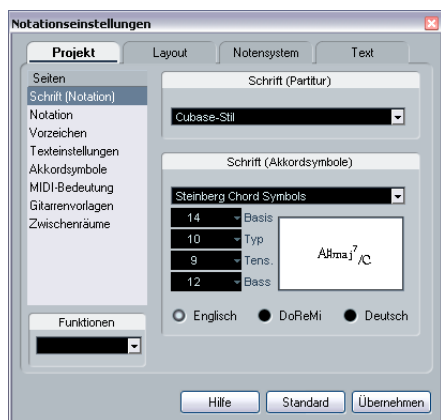 Notationseinstellungen
Projekt Layout Notensystem Text
Seiten
Schrift (Notation)
Notation
Vorzeichen
Texteinstellungen
Akkordsymbole
MIDI-Bedeutung
Gitarrenvorlagen
Zwischenräume
Funktionen
Schrift (Partitur)
Cubase-Stil
Schrift (Akkordsymbole)
Steinberg Chord Symbols
14 Basis
10 Typ
9 Tens.
12 Bass
A#maj7/C
Englisch DoReMi Deutsch
Hilfe Standard Übernehmen